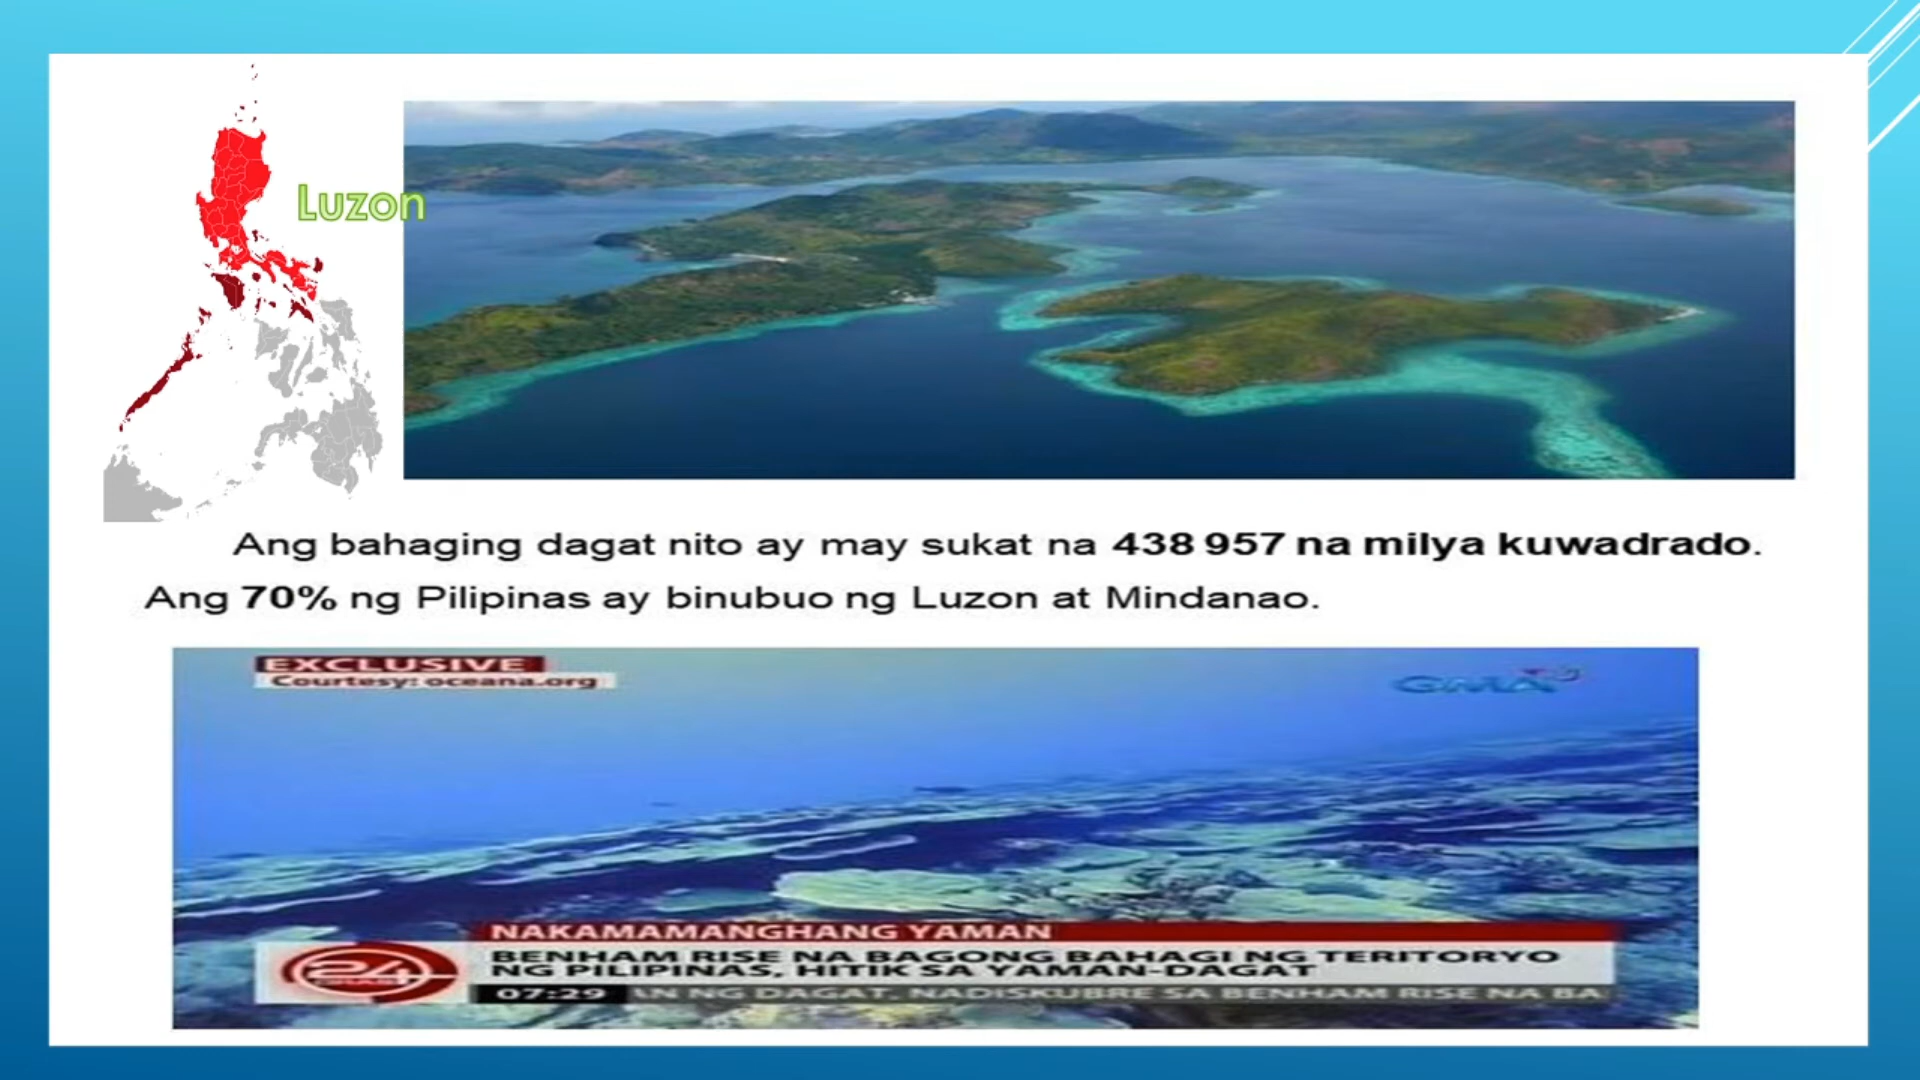 Luzon
Ang bahaging dagat nito ay may sukat na 438 957 na milya kuwadrado.
Ang 70% ng Pilipinas ay binubuo ng Luzon at Mindanao.
EXCLUSIVE
Courtesy: oceana.org
GMA
NAKAMAMANGHANG YAMAN
24
BENHAM RISE NA BAGONG BAHAGI NG TERITORYO
NG PILIPINAS, HITIK SA YAMAN-DAGAT
07:29 AN NG DAGAT, NADISKUBRE SA BENHAM RISE NA BA